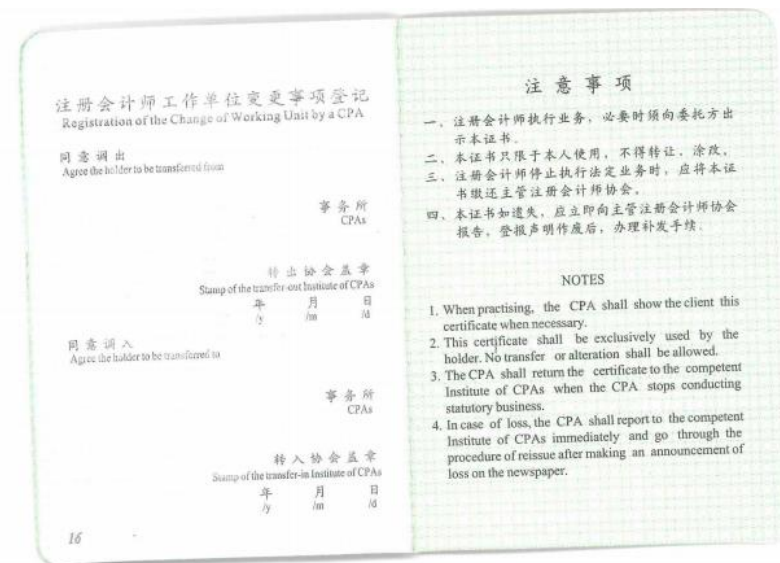 注册会计师工作单位变更事项登记
Registration of the Change of Working Unit by a CPA
同意调出
Agree the holder to be transferred from
事务所
CPAs
转出协会盖章
Stamp of the transfer-out Institute of CPAs
年 月 日
/y /m /d
同意调入
Agree the holder to be transferred to
事务所
CPAs
转入协会盖章
Stamp of the transfer-in Institute of CPAs
年 月 日
/y /m /d
16
注意事项
一、注册会计师执行业务，必要时须向委托方出
示本证书。
二、本证书只限于本人使用，不得转让、涂改。
三、注册会计师停止执行法定业务时，应将本证
书缴还主管注册会计师协会。
四、本证书如遗失，应立即向主管注册会计师协会
报告，登报声明作废后，办理补发手续。
NOTES
1. When practising, the CPA shall show the client this
certificate when necessary.
2. This certificate shall be exclusively used by the
holder. No transfer or alteration shall be allowed.
3. The CPA shall return the certificate to the competent
Institute of CPAs when the CPA stops conducting
statutory business.
4. In case of loss, the CPA shall report to the competent
Institute of CPAs immediately and go through the
procedure of reissue after making an announcement of
loss on the newspaper.